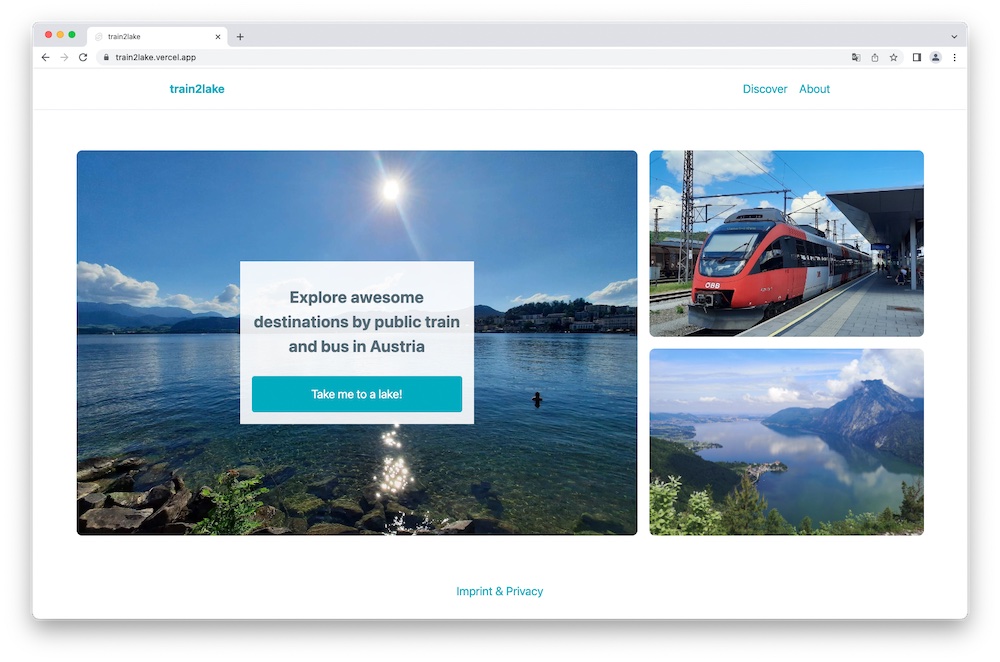 train2lake
train2lake.vercel.app
train2lake
Discover About
Explore awesome
destinations by public train
and bus in Austria
Take me to a lake!
ÖBB
Imprint & Privacy